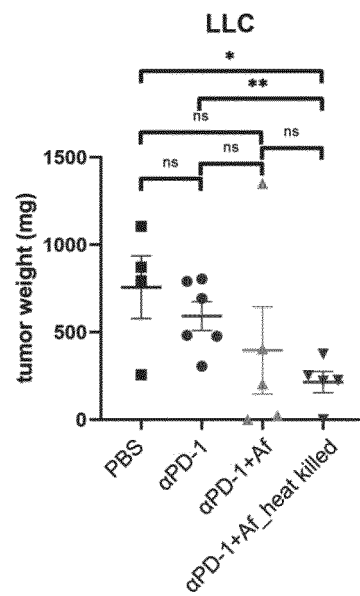 LLC
*
**
ns
ns
ns
ns
1500
1000
500
0
tumor weight (mg)
PBS
αPD-1
αPD-1+Af
αPD-1+Af_heat killed